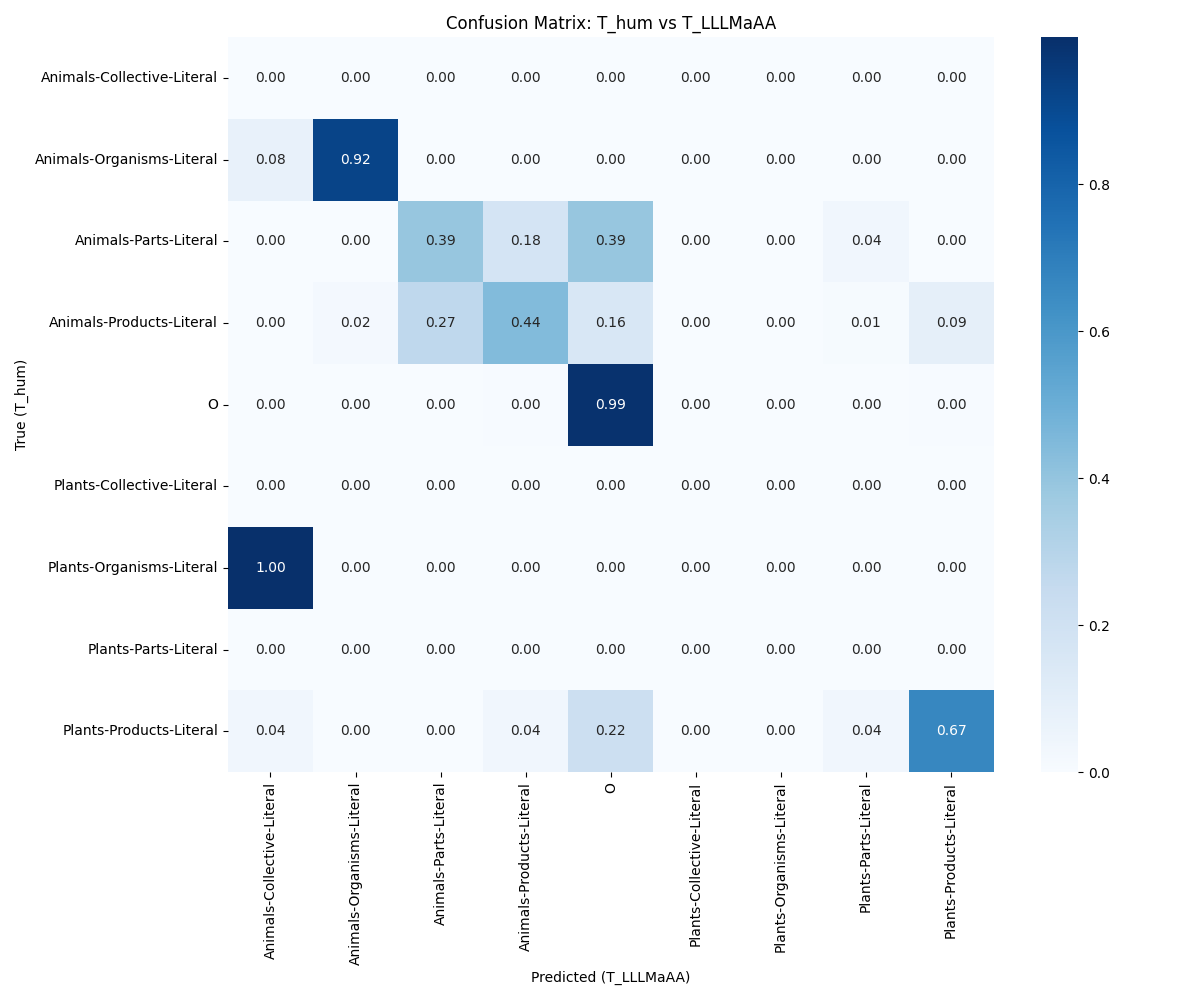 Confusion Matrix: T_hum vs T_LLLMaAA
Animals-Collective-Literal 0.00 0.00 0.00 0.00 0.00 0.00 0.00 0.00 0.00
Animals-Organisms-Literal 0.08 0.92 0.00 0.00 0.00 0.00 0.00 0.00 0.00
Animals-Parts-Literal 0.00 0.00 0.39 0.18 0.39 0.00 0.00 0.04 0.00
Animals-Products-Literal 0.00 0.02 0.27 0.44 0.16 0.00 0.00 0.01 0.09
O 0.00 0.00 0.00 0.00 0.99 0.00 0.00 0.00 0.00
Plants-Collective-Literal 0.00 0.00 0.00 0.00 0.00 0.00 0.00 0.00 0.00
Plants-Organisms-Literal 1.00 0.00 0.00 0.00 0.00 0.00 0.00 0.00 0.00
Plants-Parts-Literal 0.00 0.00 0.00 0.00 0.00 0.00 0.00 0.00 0.00
Plants-Products-Literal 0.04 0.00 0.00 0.04 0.22 0.00 0.00 0.04 0.67
True (T_hum)
Animals-Collective-Literal
Animals-Organisms-Literal
Animals-Parts-Literal
Animals-Products-Literal
O
Plants-Collective-Literal
Plants-Organisms-Literal
Plants-Parts-Literal
Plants-Products-Literal
Predicted (T_LLLMaAA)
0.8
0.6
0.4
0.2
0.0